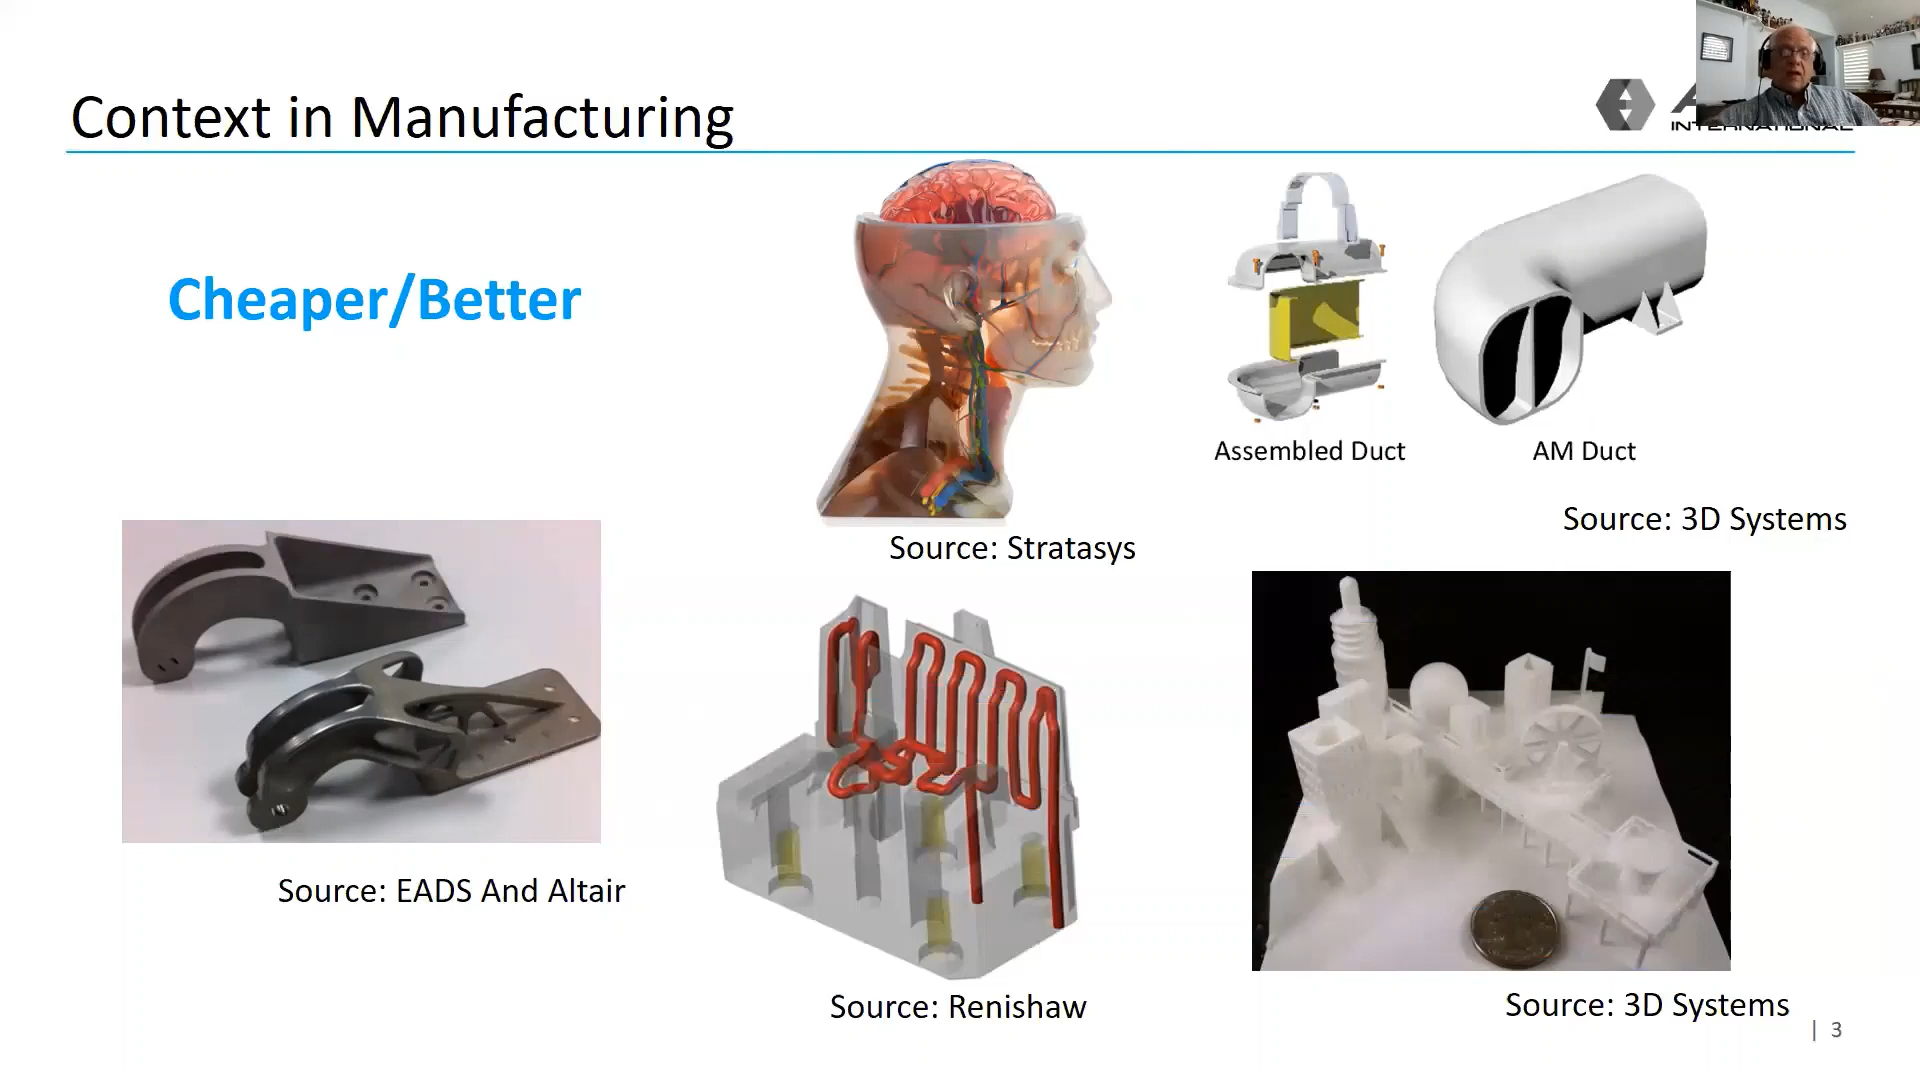 Context in Manufacturing
INTERNATIONAL
Cheaper/Better
Assembled Duct
AM Duct
Source: 3D Systems
Source: Stratasys
Source: EADS And Altair
Source: Renishaw
Source: 3D Systems
| 3